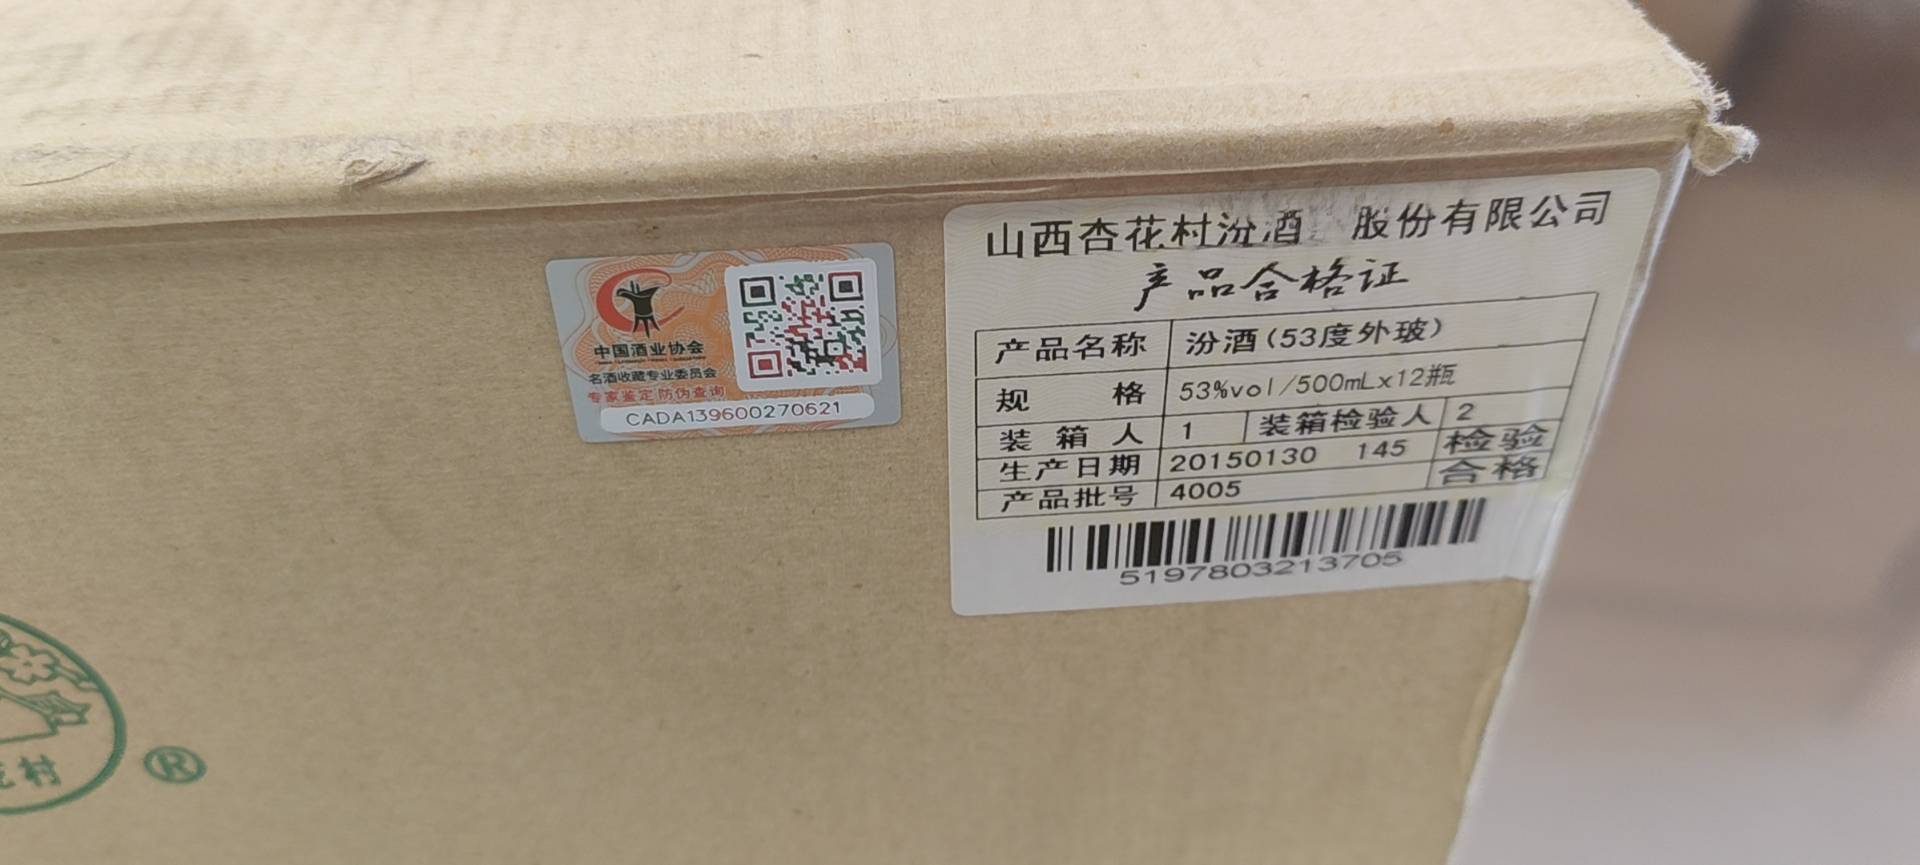 中国酒业协会
名酒收藏专业委员会
专家鉴定 防伪查询
CADA139600270621
山西杏花村汾酒 股份有限公司
产品合格证
产品名称 汾酒(53度外玻)
规 格 53%vol/500mLx12瓶
装 箱 人 1 装箱检验人 2
生产日期 20150130 145 检验
产品批号 4005 合格
5197803213705
村
®